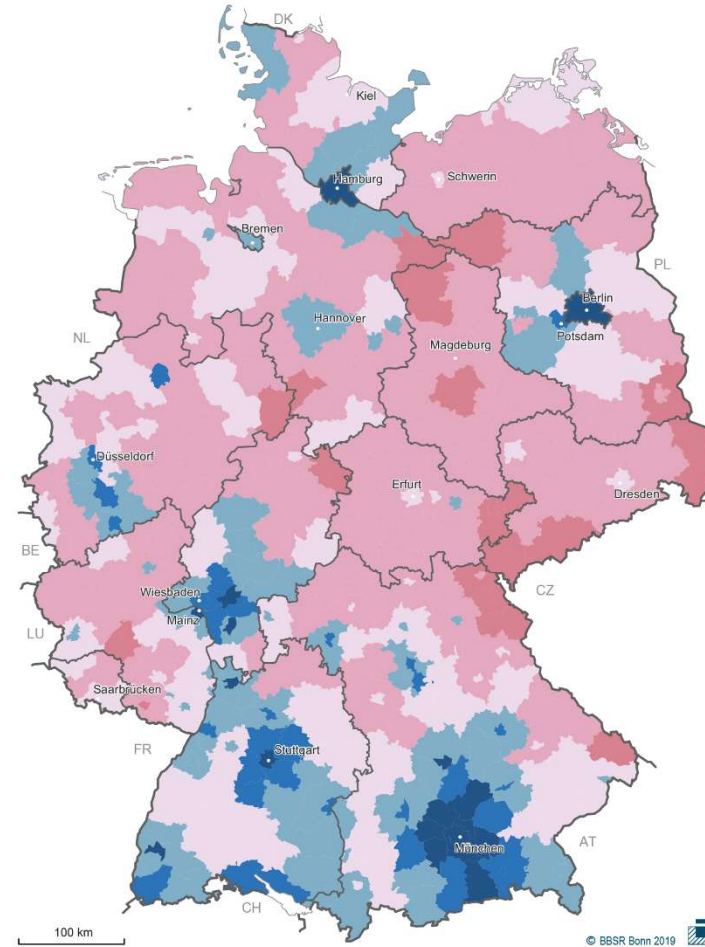 DK
Kiel
Hamburg
Schwerin
Bremen
PL
Berlin
Hannover
Potsdam
NL
Magdeburg
Düsseldorf
Erfurt
Dresden
BE
Wiesbaden
CZ
Mainz
LU
Saarbrücken
FR
Stuttgart
München
AT
CH
100 km
© BBSR Bonn 2019